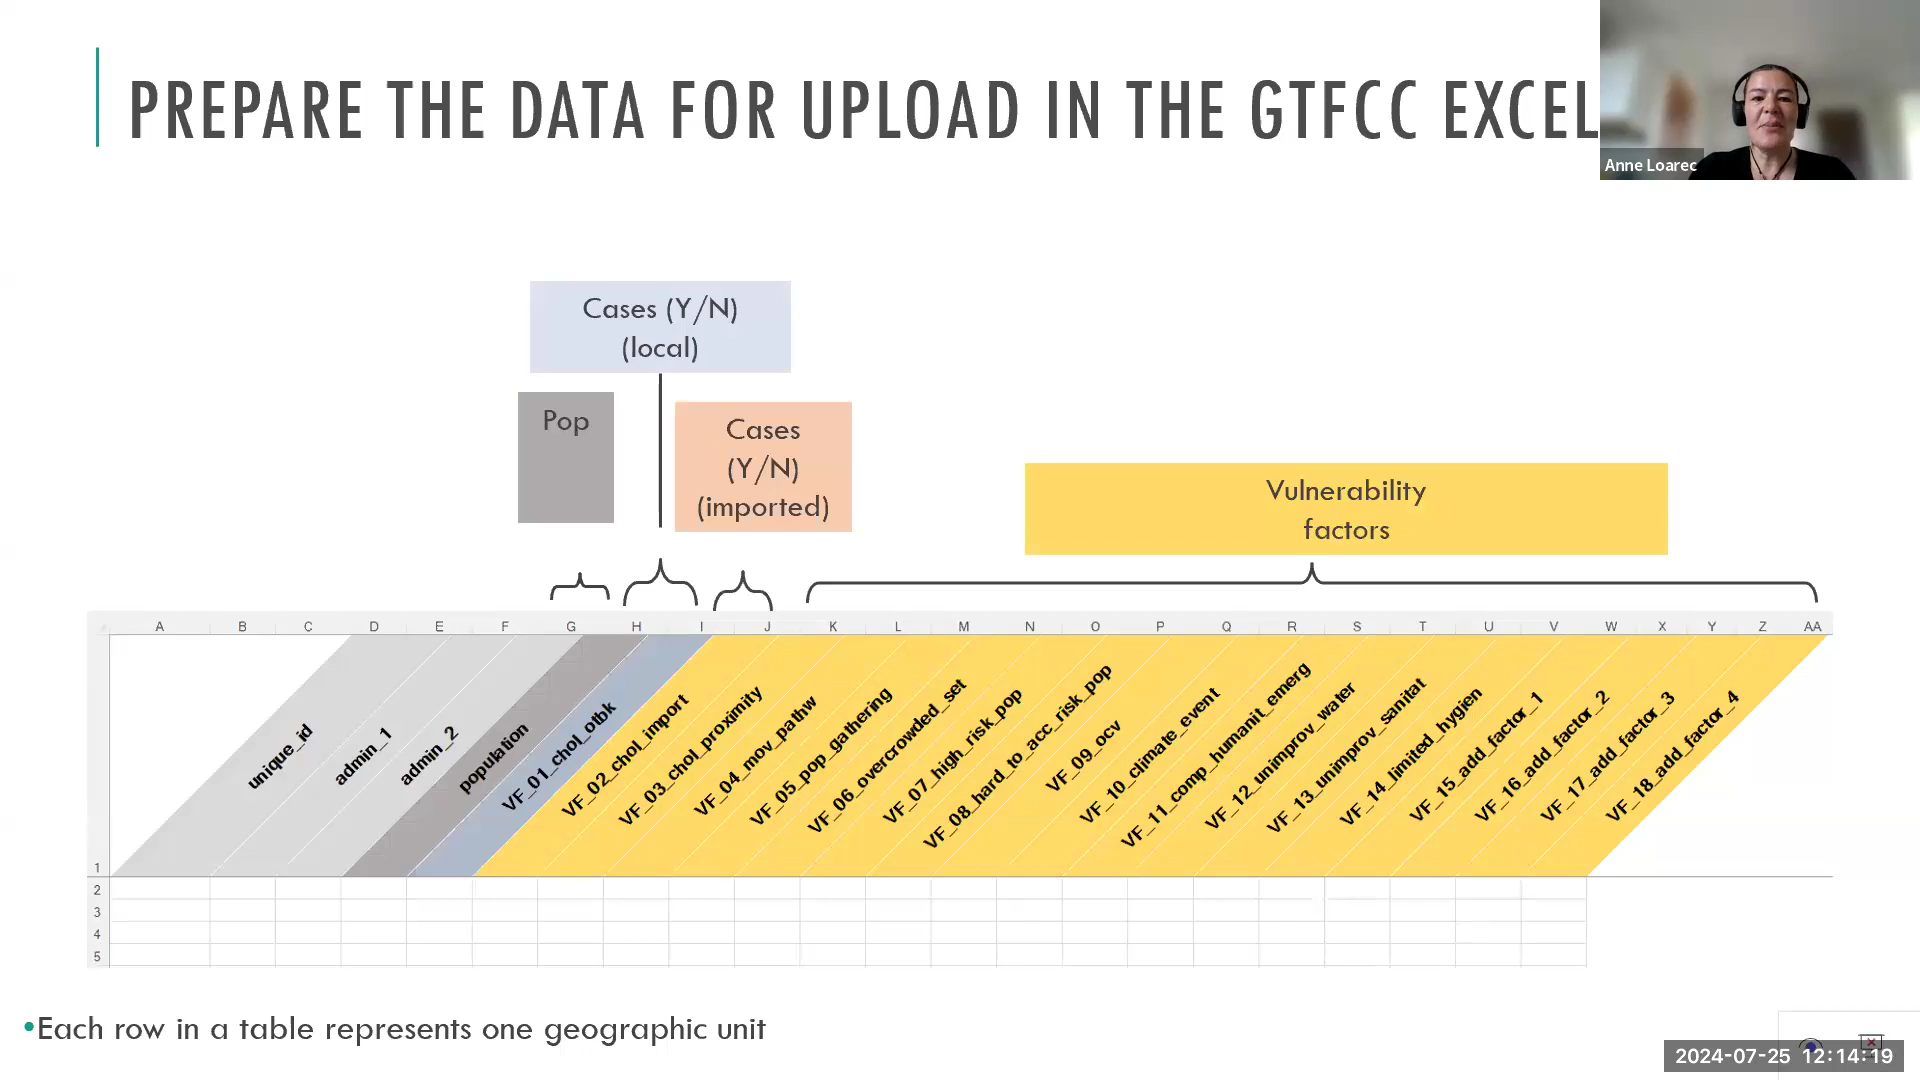 PREPARE THE DATA FOR UPLOAD IN THE GTFCC EXCEL
Anne Loarec
Cases (Y/N)
(local)
Pop
Cases
(Y/N)
(imported)
Vulnerability
factors
A B C D E F G H I J K L M N O P Q R S T U V W X Y Z AA
unique_id
admin_1
admin_2
population
VF_01_chol_otbk
VF_02_chol_import
VF_03_chol_proximity
VF_04_mov_pathw
VF_05_pop_gathering
VF_06_overcrowded_set
VF_07_high_risk_pop
VF_08_hard_to_acc_risk_pop
VF_09_ocv
VF_10_climate_event
VF_11_comp_humanit_emerg
VF_12_unimprov_water
VF_13_unimprov_sanitat
VF_14_limited_hygien
VF_15_add_factor_1
VF_16_add_factor_2
VF_17_add_factor_3
VF_18_add_factor_4
1
2
3
4
5
•Each row in a table represents one geographic unit
2024-07-25 12:14:19